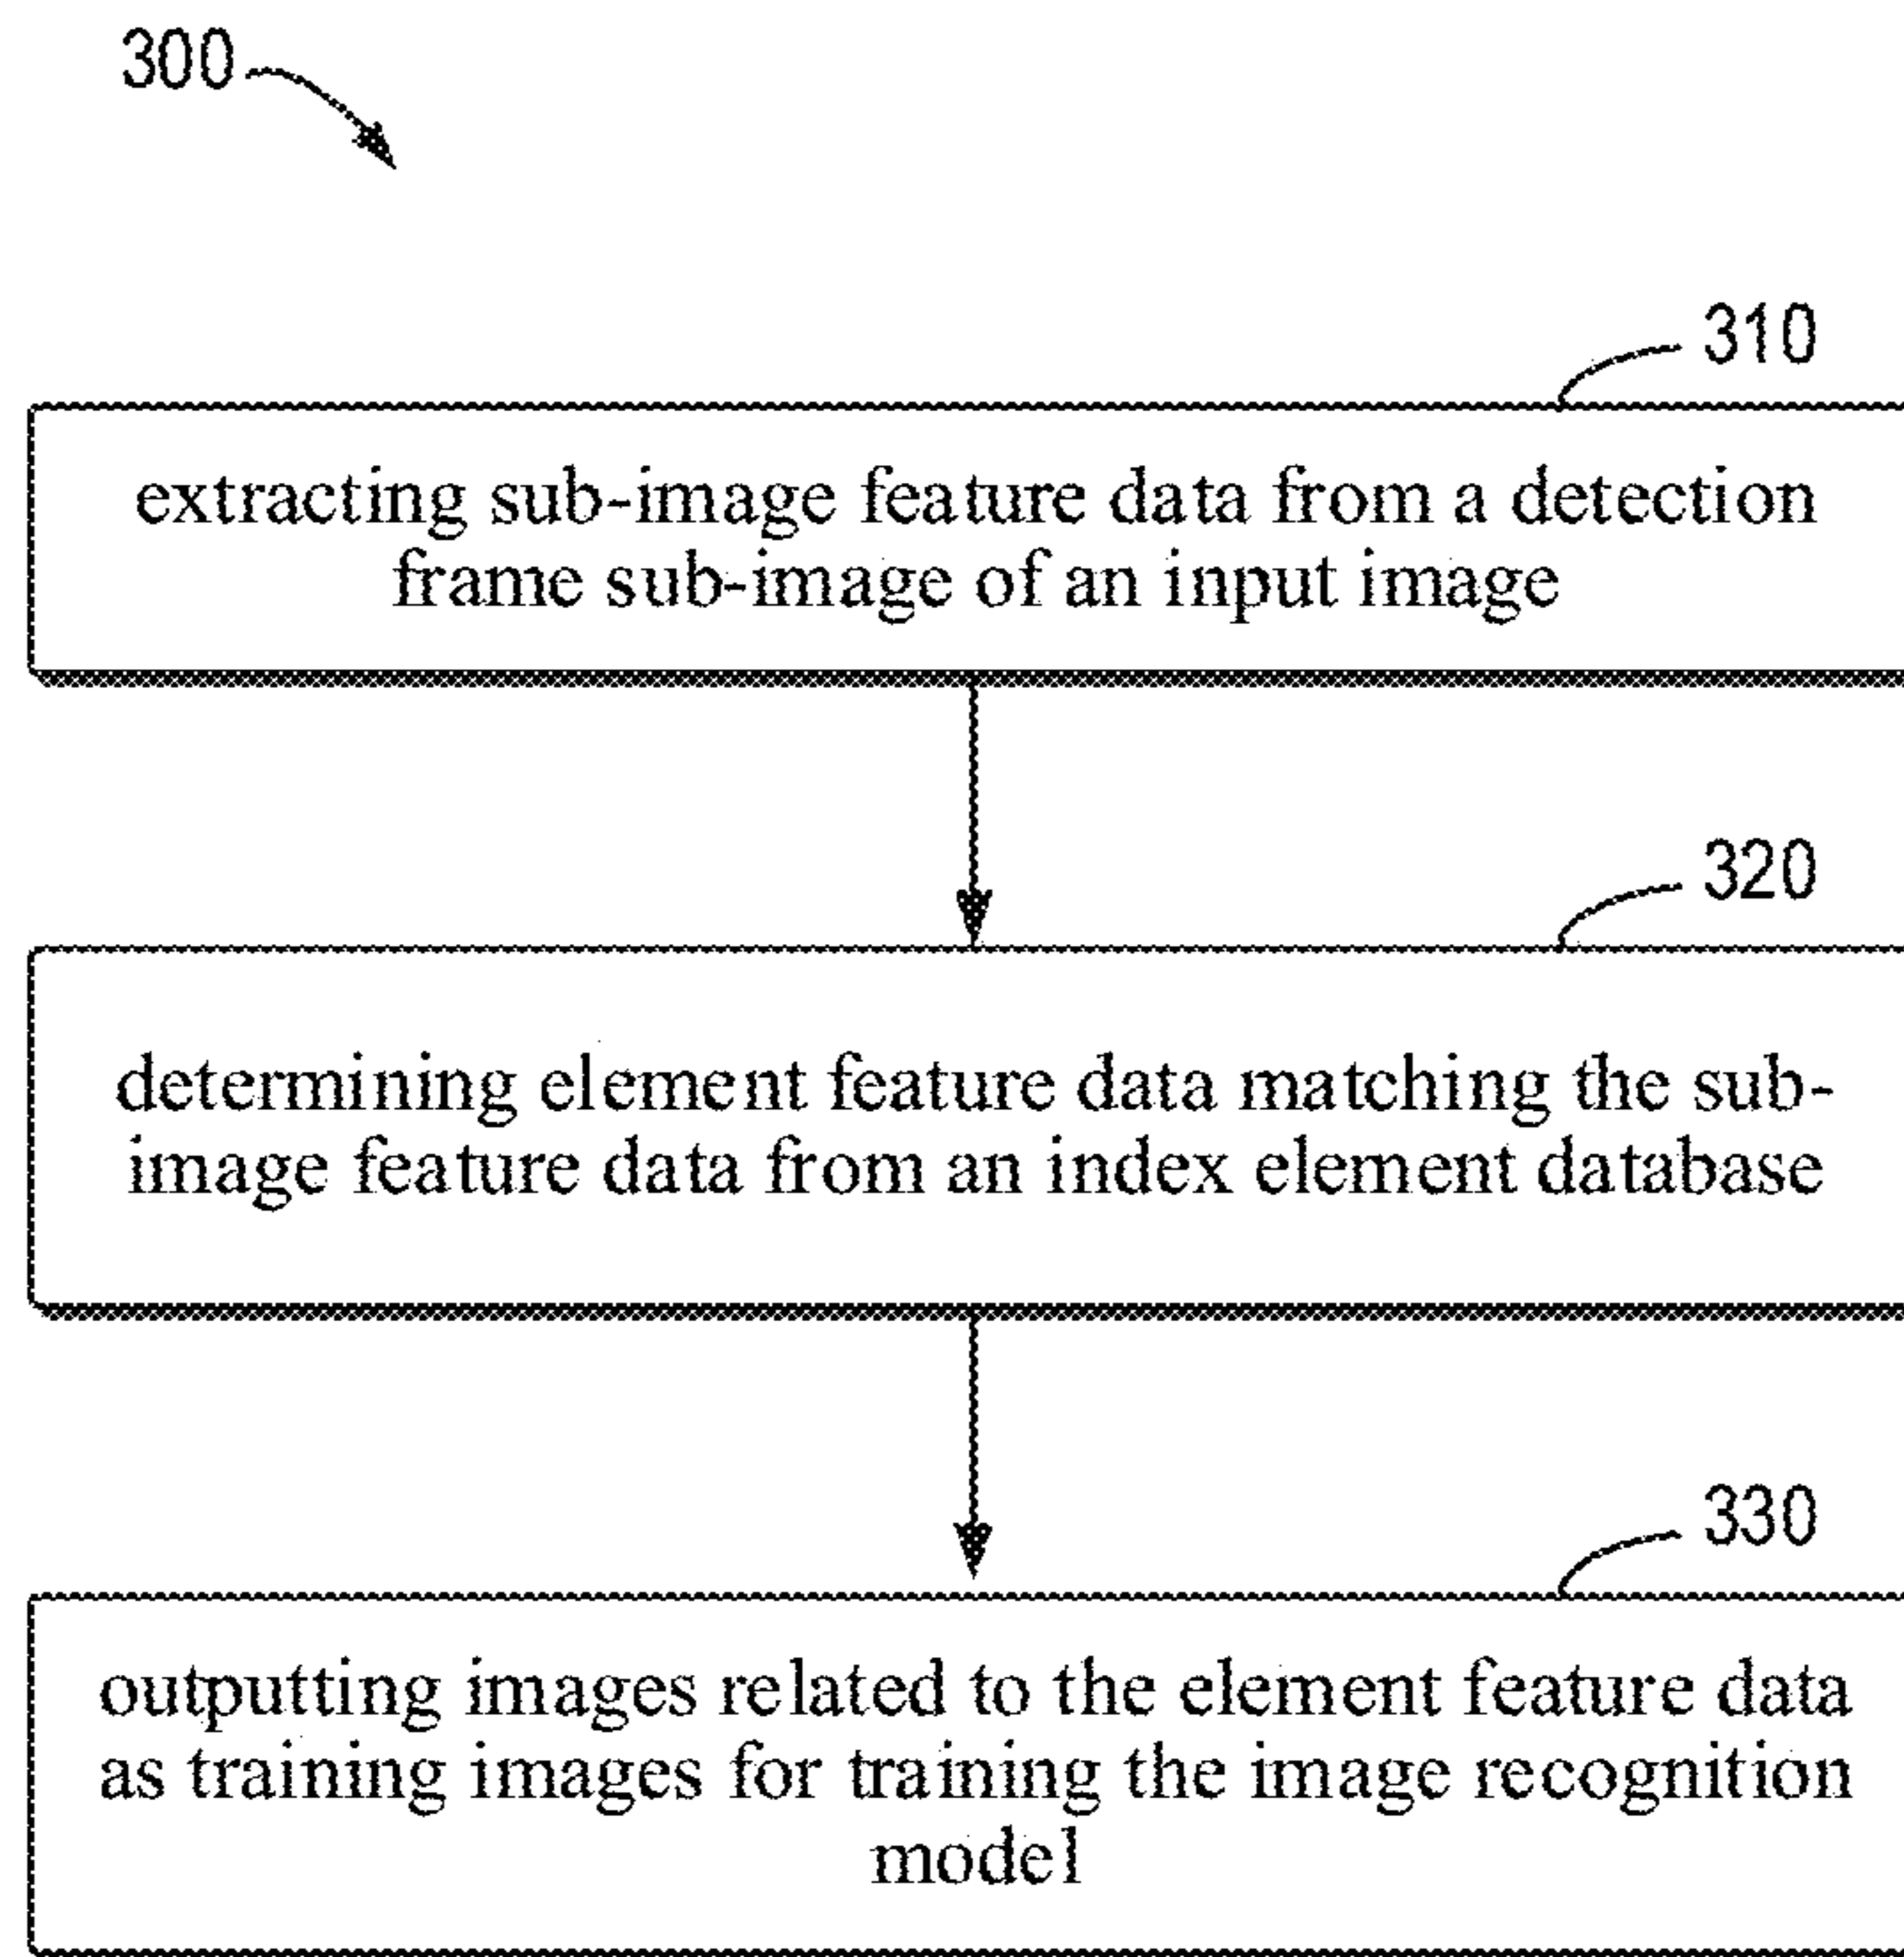 300
310
extracting sub-image feature data from a detection
frame sub-image of an input image
320
determining element feature data matching the sub-
image feature data from an index element database
330
outputting images related to the element feature data
as training images for training the image recognition
model